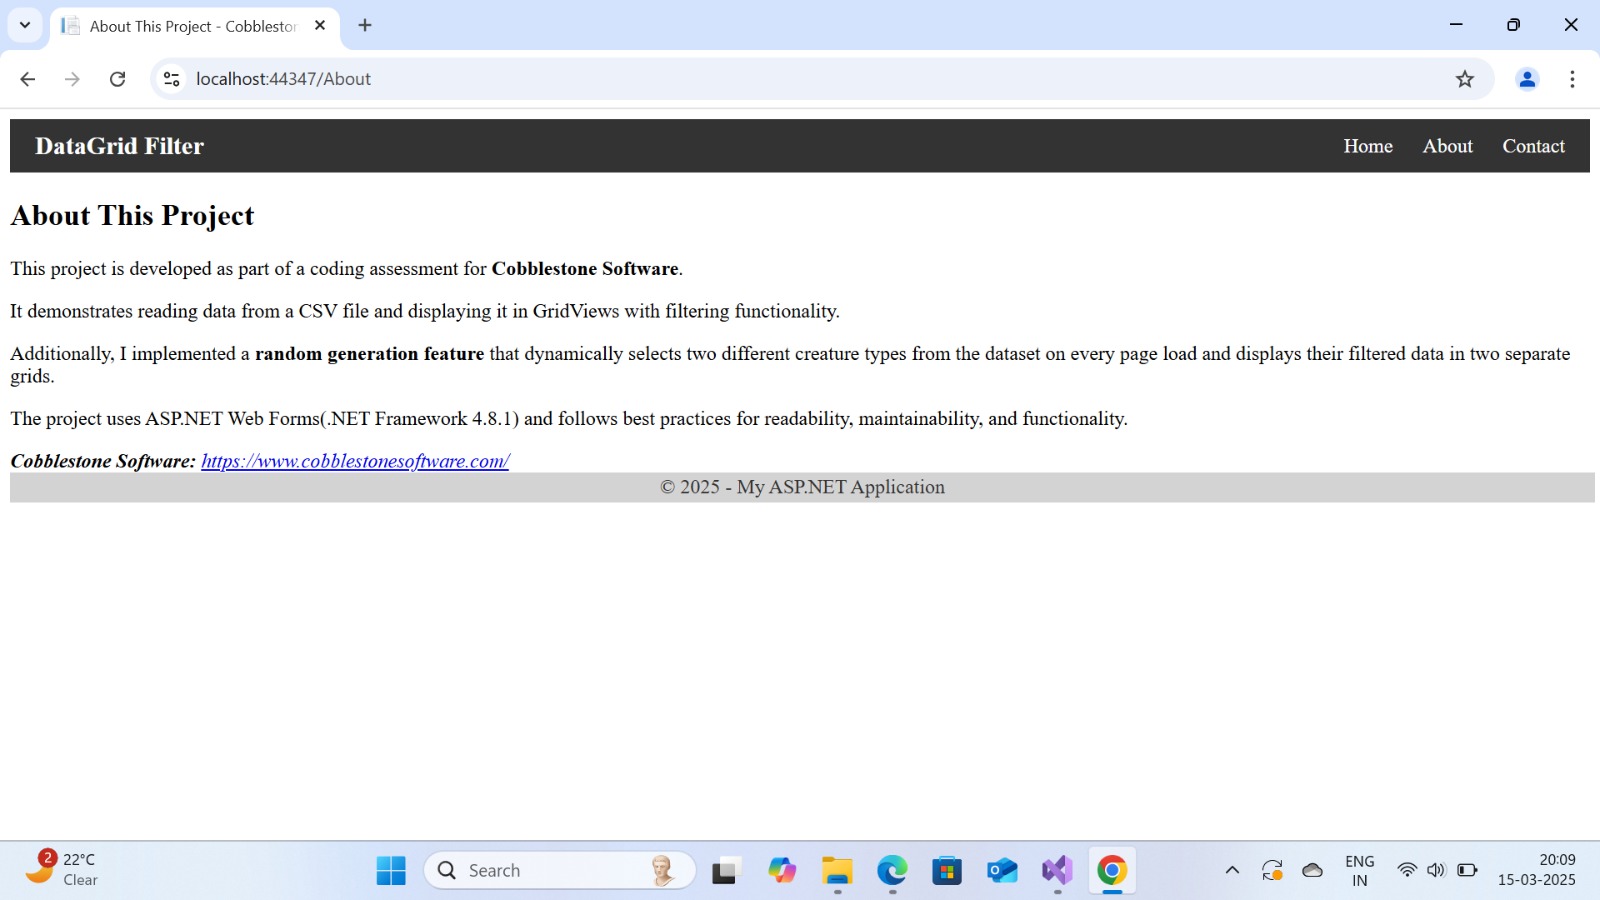 About This Project - Cobbleston
localhost:44347/About
DataGrid Filter
Home About Contact
About This Project
This project is developed as part of a coding assessment for Cobblestone Software.
It demonstrates reading data from a CSV file and displaying it in GridViews with filtering functionality.
Additionally, I implemented a random generation feature that dynamically selects two different creature types from the dataset on every page load and displays their filtered data in two separate
grids.
The project uses ASP.NET Web Forms(.NET Framework 4.8.1) and follows best practices for readability, maintainability, and functionality.
Cobblestone Software: https://www.cobblestonesoftware.com/
© 2025 - My ASP.NET Application
2
22°C
Clear
Search
ENG
IN
20:09
15-03-2025